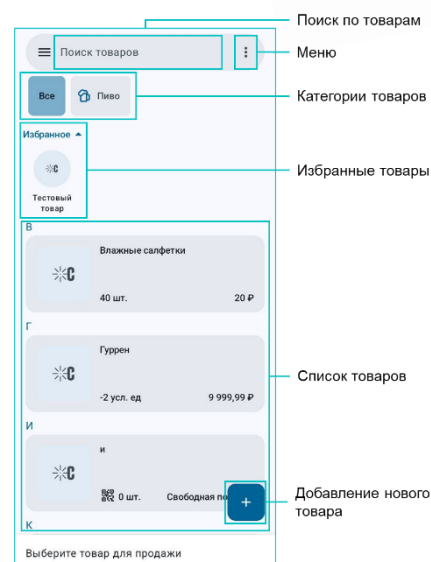 Поиск по товарам
Поиск товаров
Меню
Все
Пиво
Категории товаров
Избранное
Избранные товары
Тестовый
товар
В
Влажные салфетки
40 шт.
20 ₽
Г
Гуррен
-2 усл. ед
9 999,99 ₽
Список товаров
И
и
0 шт.
Свободная по
Добавление нового
товара
К
Выберите товар для продажи